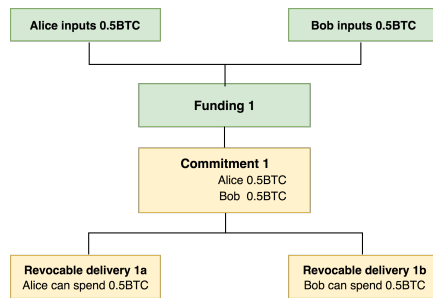 Alice inputs 0.5BTC
Bob inputs 0.5BTC
Funding 1
Commitment 1
Alice 0.5BTC
Bob 0.5BTC
Revocable delivery 1a
Alice can spend 0.5BTC
Revocable delivery 1b
Bob can spend 0.5BTC